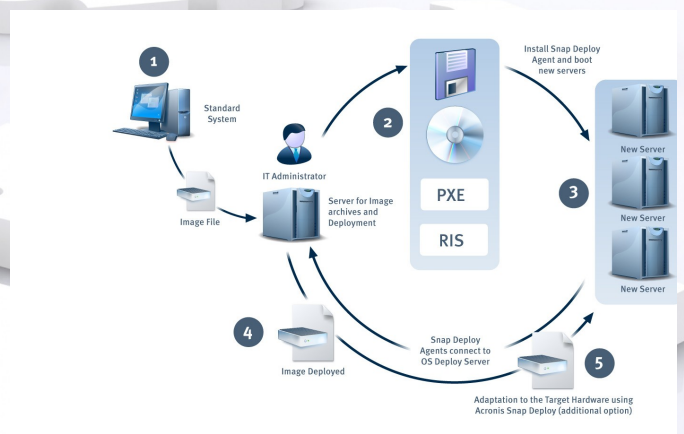 1
Standard
System
Image File
IT Administrator
Server for Image
archives and
Deployment
2
PXE
RIS
Install Snap Deploy
Agent and boot
new servers
3
New Server
New Server
New Server
4
Image Deployed
Snap Deploy
Agents connect to
OS Deploy Server
5
Adaptation to the Target Hardware using
Acronis Snap Deploy (additional option)